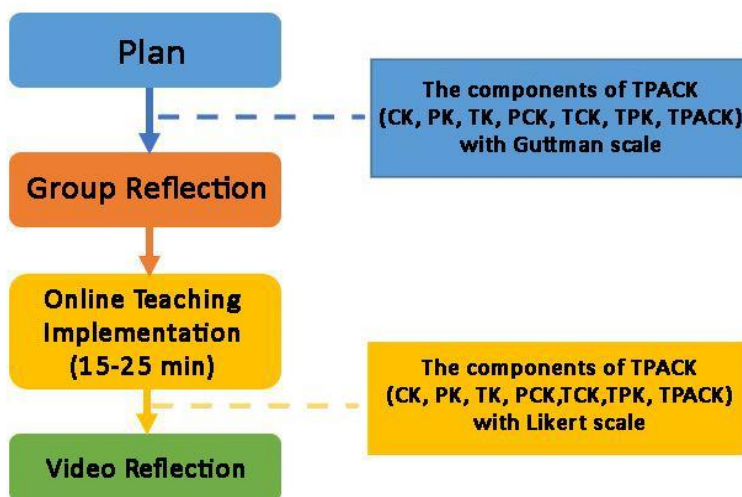 Plan
The components of TPACK
(CK, PK, TK, PCK, TCK, TPK, TPACK)
with Guttman scale
Group Reflection
Online Teaching
Implementation
(15-25 min)
The components of TPACK
(CK, PK, TK, PCK,TCK,TPK, TPACK)
with Likert scale
Video Reflection